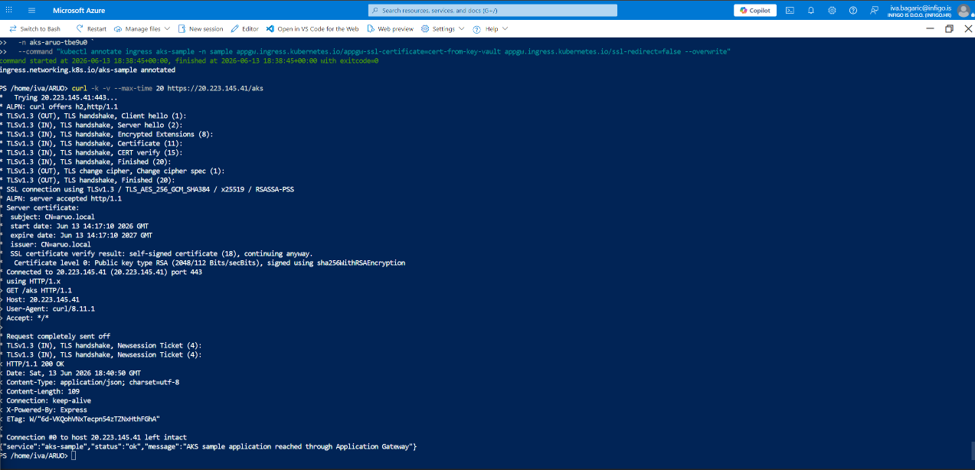 Microsoft Azure
Search resources, services, and docs (G+/)
Copilot
iva.bagaric@infigo.is
INFIGO IS D.O.O. (INFIGO.HR)
Switch to Bash Restart Manage files New session Editor Open in VS Code for the Web Web preview Settings Help
>> -n aks-aruo-tbe9u0 `
>> --command "kubectl annotate ingress aks-sample -n sample appgw.ingress.kubernetes.io/appgw-ssl-certificate=cert-from-key-vault appgw.ingress.kubernetes.io/ssl-redirect=false --overwrite"
command started at 2026-06-13 18:38:45+00:00, finished at 2026-06-13 18:38:45+00:00 with exitcode=0
ingress.networking.k8s.io/aks-sample annotated
PS /home/iva/ARUO> curl -k -v --max-time 20 https://20.223.145.41/aks
* Trying 20.223.145.41:443...
* ALPN: curl offers h2,http/1.1
* TLSv1.3 (OUT), TLS handshake, Client hello (1):
* TLSv1.3 (IN), TLS handshake, Server hello (2):
* TLSv1.3 (IN), TLS handshake, Encrypted Extensions (8):
* TLSv1.3 (IN), TLS handshake, Certificate (11):
* TLSv1.3 (IN), TLS handshake, CERT verify (15):
* TLSv1.3 (IN), TLS handshake, Finished (20):
* TLSv1.3 (OUT), TLS change cipher, Change cipher spec (1):
* TLSv1.3 (OUT), TLS handshake, Finished (20):
* SSL connection using TLSv1.3 / TLS_AES_256_GCM_SHA384 / x25519 / RSASSA-PSS
* ALPN: server accepted http/1.1
* Server certificate:
* subject: CN=aruo.local
* start date: Jun 13 14:17:10 2026 GMT
* expire date: Jun 13 14:27:10 2027 GMT
* issuer: CN=aruo.local
* SSL certificate verify result: self-signed certificate (18), continuing anyway.
* Certificate level 0: Public key type RSA (2048/112 Bits/secBits), signed using sha256WithRSAEncryption
* Connected to 20.223.145.41 (20.223.145.41) port 443
* using HTTP/1.x
> GET /aks HTTP/1.1
> Host: 20.223.145.41
> User-Agent: curl/8.11.1
> Accept: */*
>
* Request completely sent off
* TLSv1.3 (IN), TLS handshake, Newsession Ticket (4):
* TLSv1.3 (IN), TLS handshake, Newsession Ticket (4):
< HTTP/1.1 200 OK
< Date: Sat, 13 Jun 2026 18:40:50 GMT
< Content-Type: application/json; charset=utf-8
< Content-Length: 109
< Connection: keep-alive
< X-Powered-By: Express
< ETag: W/"6d-VKQohVNxTecpn54zTZNxHthFGhA"
<
* Connection #0 to host 20.223.145.41 left intact
{"service":"aks-sample","status":"ok","message":"AKS sample application reached through Application Gateway"}
PS /home/iva/ARUO>